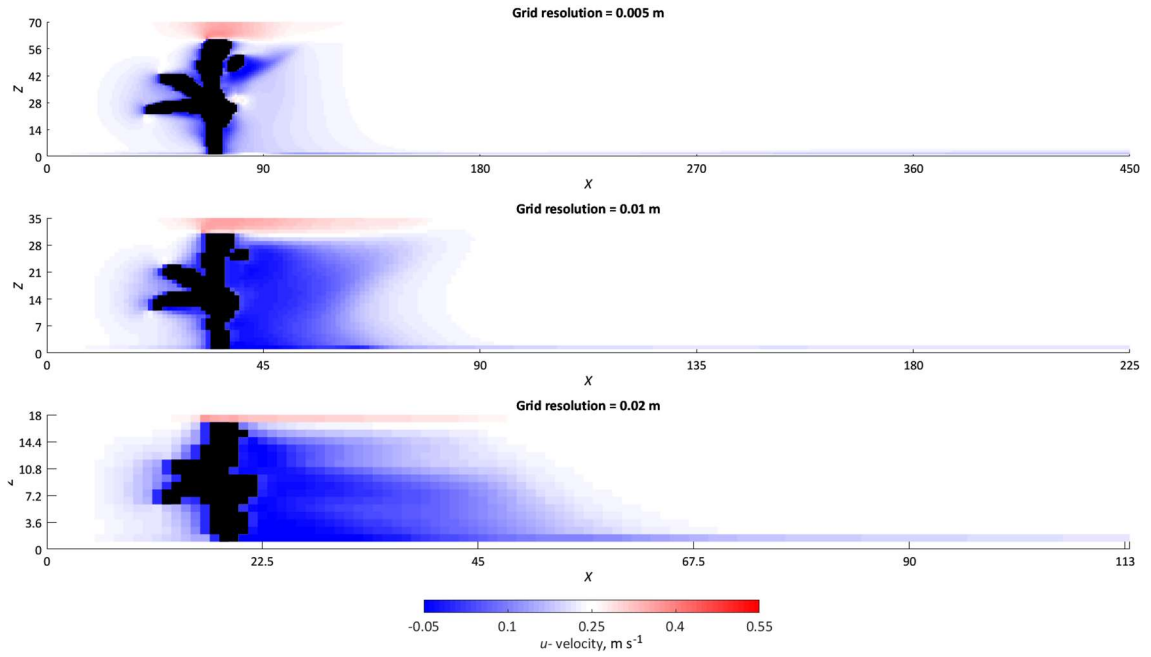 Grid resolution = 0.005 m
70
56
42
28
14
0
Z
0 90 180 270 360 450
X
Grid resolution = 0.01 m
35
28
21
14
7
0
Z
0 45 90 135 180 225
X
Grid resolution = 0.02 m
18
14.4
10.8
7.2
3.6
0
Z
0 22.5 45 67.5 90 113
X
-0.05 0.1 0.25 0.4 0.55
u- velocity, m s⁻¹